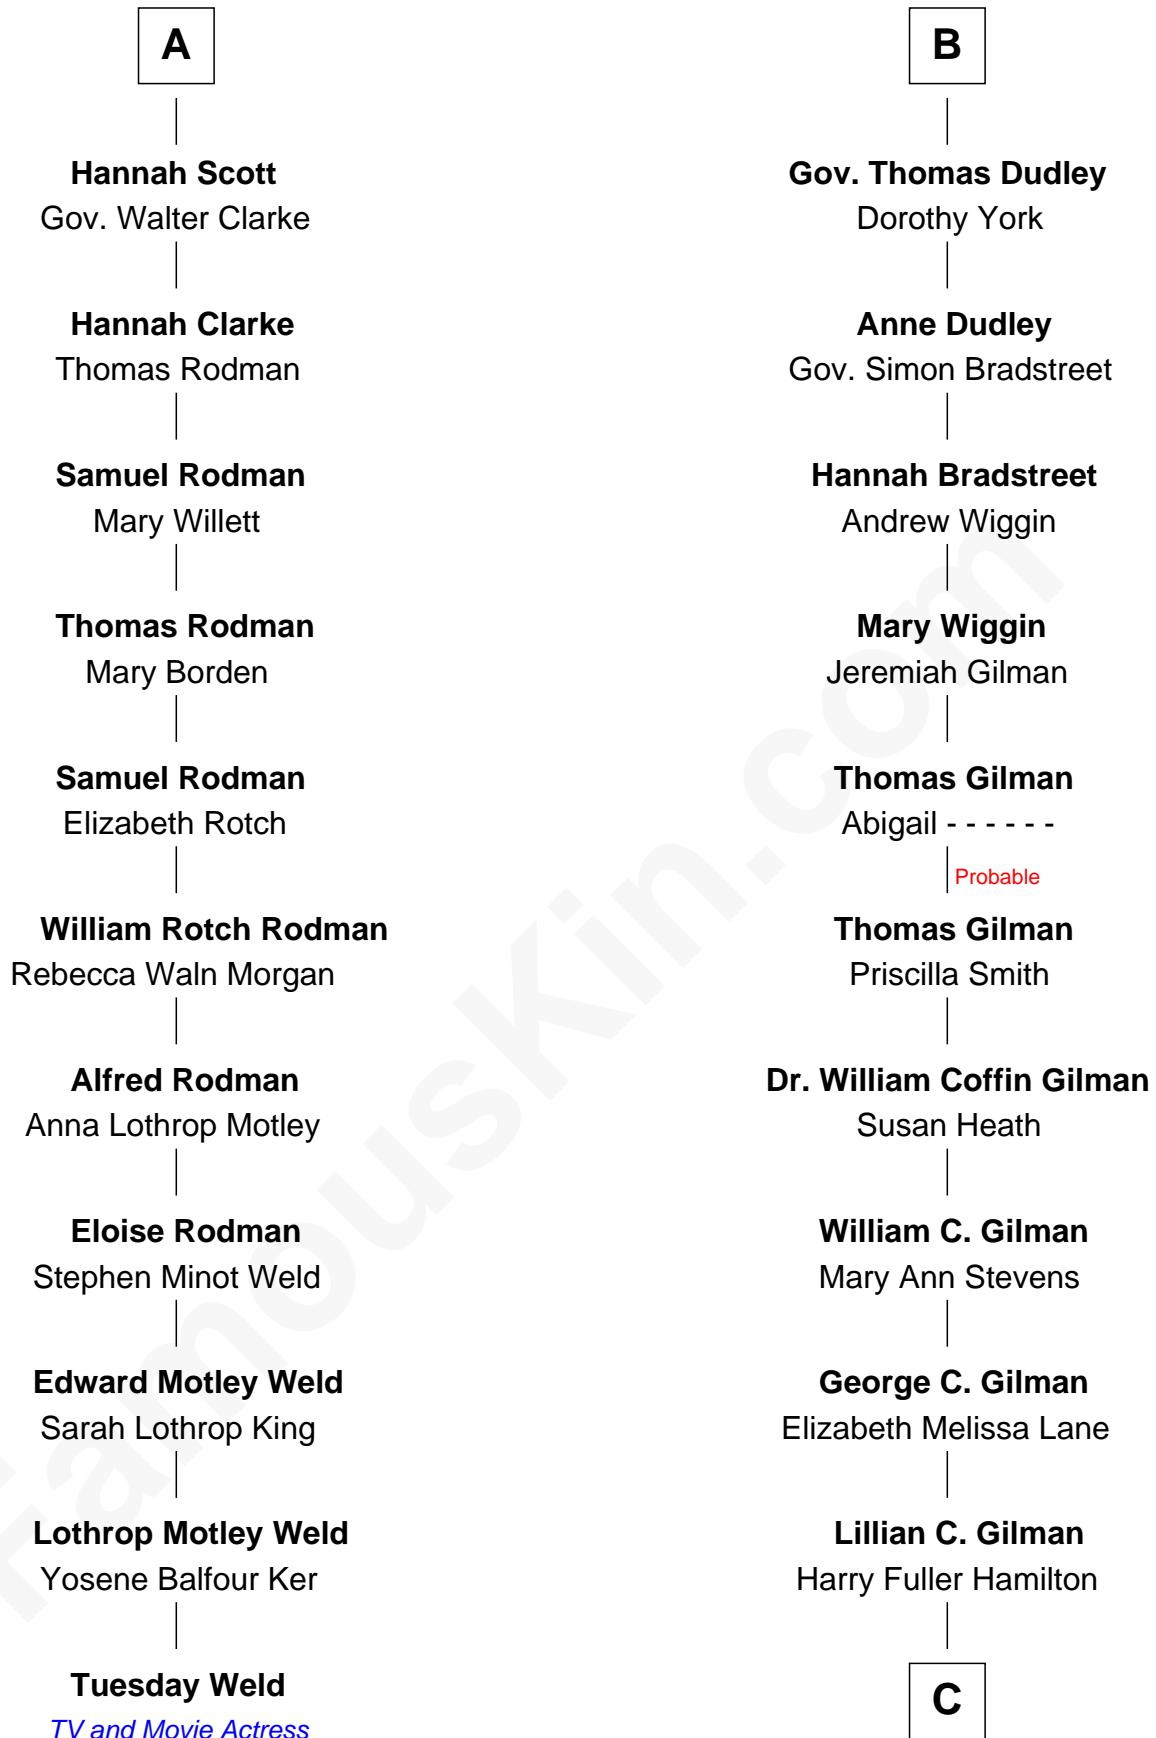 A
Hannah Scott
Gov. Walter Clarke
Hannah Clarke
Thomas Rodman
Samuel Rodman
Mary Willett
Thomas Rodman
Mary Borden
Samuel Rodman
Elizabeth Rotch
William Rotch Rodman
Rebecca Waln Morgan
Alfred Rodman
Anna Lothrop Motley
Eloise Rodman
Stephen Minot Weld
Edward Motley Weld
Sarah Lothrop King
Lothrop Motley Weld
Yosene Balfour Ker
Tuesday Weld
TV and Movie Actress
B
Gov. Thomas Dudley
Dorothy York
Anne Dudley
Gov. Simon Bradstreet
Hannah Bradstreet
Andrew Wiggin
Mary Wiggin
Jeremiah Gilman
Thomas Gilman
Abigail - - - - - -
Probable
Thomas Gilman
Priscilla Smith
Dr. William Coffin Gilman
Susan Heath
William C. Gilman
Mary Ann Stevens
George C. Gilman
Elizabeth Melissa Lane
Lillian C. Gilman
Harry Fuller Hamilton
C
FamousKin.com